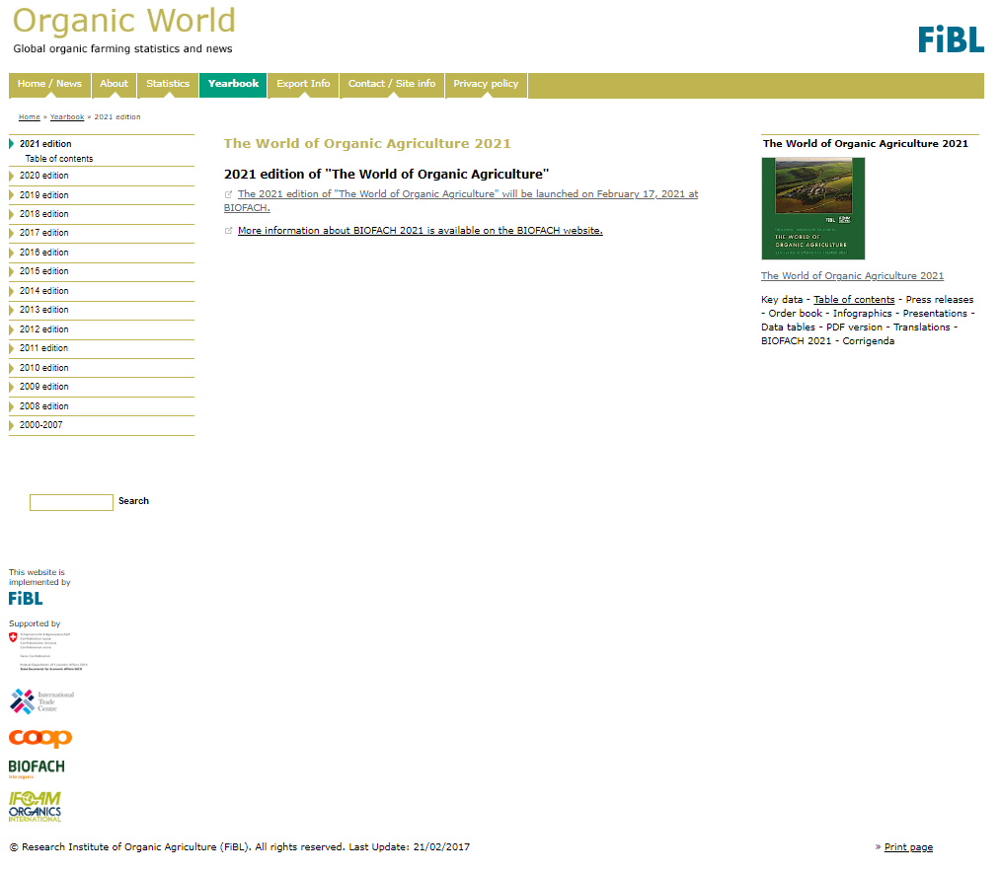 Organic World
Global organic farming statistics and news
FiBL
Home / News
About
Statistics
Yearbook
Export Info
Contact / Site info
Privacy policy
Home » Yearbook » 2021 edition
2021 edition
Table of contents
2020 edition
2019 edition
2018 edition
2017 edition
2016 edition
2015 edition
2014 edition
2013 edition
2012 edition
2011 edition
2010 edition
2009 edition
2008 edition
2000-2007
Search
This website is
implemented by
FiBL
Supported by
International
Trade
Centre
coop
BIOFACH
into organic
IFOAM
ORGANICS
INTERNATIONAL
The World of Organic Agriculture 2021
2021 edition of "The World of Organic Agriculture"
The 2021 edition of "The World of Organic Agriculture" will be launched on February 17, 2021 at
BIOFACH.
More information about BIOFACH 2021 is available on the BIOFACH website.
The World of Organic Agriculture 2021
FiBL
THE WORLD OF
ORGANIC AGRICULTURE
The World of Organic Agriculture 2021
Key data - Table of contents - Press releases
- Order book - Infographics - Presentations -
Data tables - PDF version - Translations -
BIOFACH 2021 - Corrigenda
© Research Institute of Organic Agriculture (FiBL). All rights reserved. Last Update: 21/02/2017
» Print page